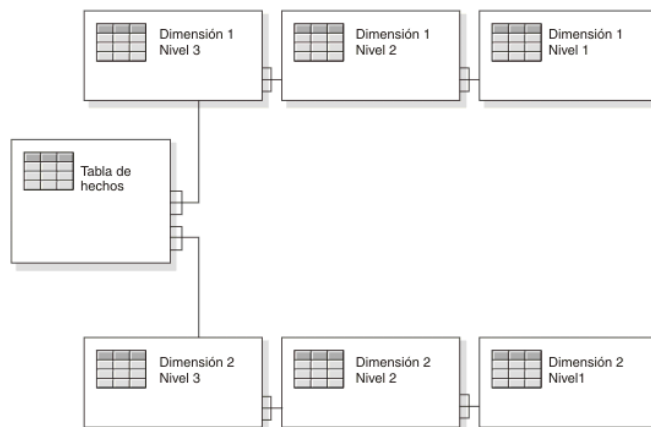 Dimensión 1
Nivel 3
Dimensión 1
Nivel 2
Dimensión 1
Nivel 1
Tabla de
hechos
Dimensión 2
Nivel 3
Dimensión 2
Nivel 2
Dimensión 2
Nivel1